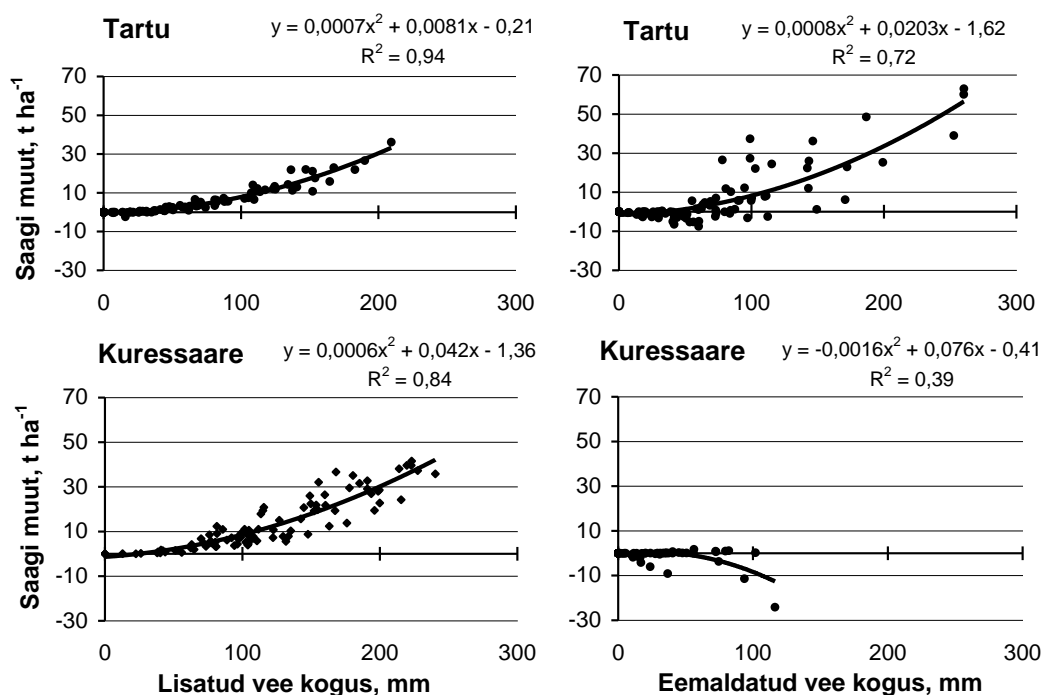 Tartu
y = 0,0007x² + 0,0081x - 0,21
R² = 0,94
Saagi muut, t ha⁻¹
70
50
30
10
-10
-30
0
100
200
300
Tartu
y = 0,0008x² + 0,0203x - 1,62
R² = 0,72
70
50
30
10
-10
-30
0
100
200
300
Kuressaare
y = 0,0006x² + 0,042x - 1,36
R² = 0,84
Saagi muut, t ha⁻¹
70
50
30
10
-10
-30
0
100
200
300
Lisatud vee kogus, mm
Kuressaare
y = -0,0016x² + 0,076x - 0,41
R² = 0,39
70
50
30
10
-10
-30
0
100
200
300
Eemaldatud vee kogus, mm